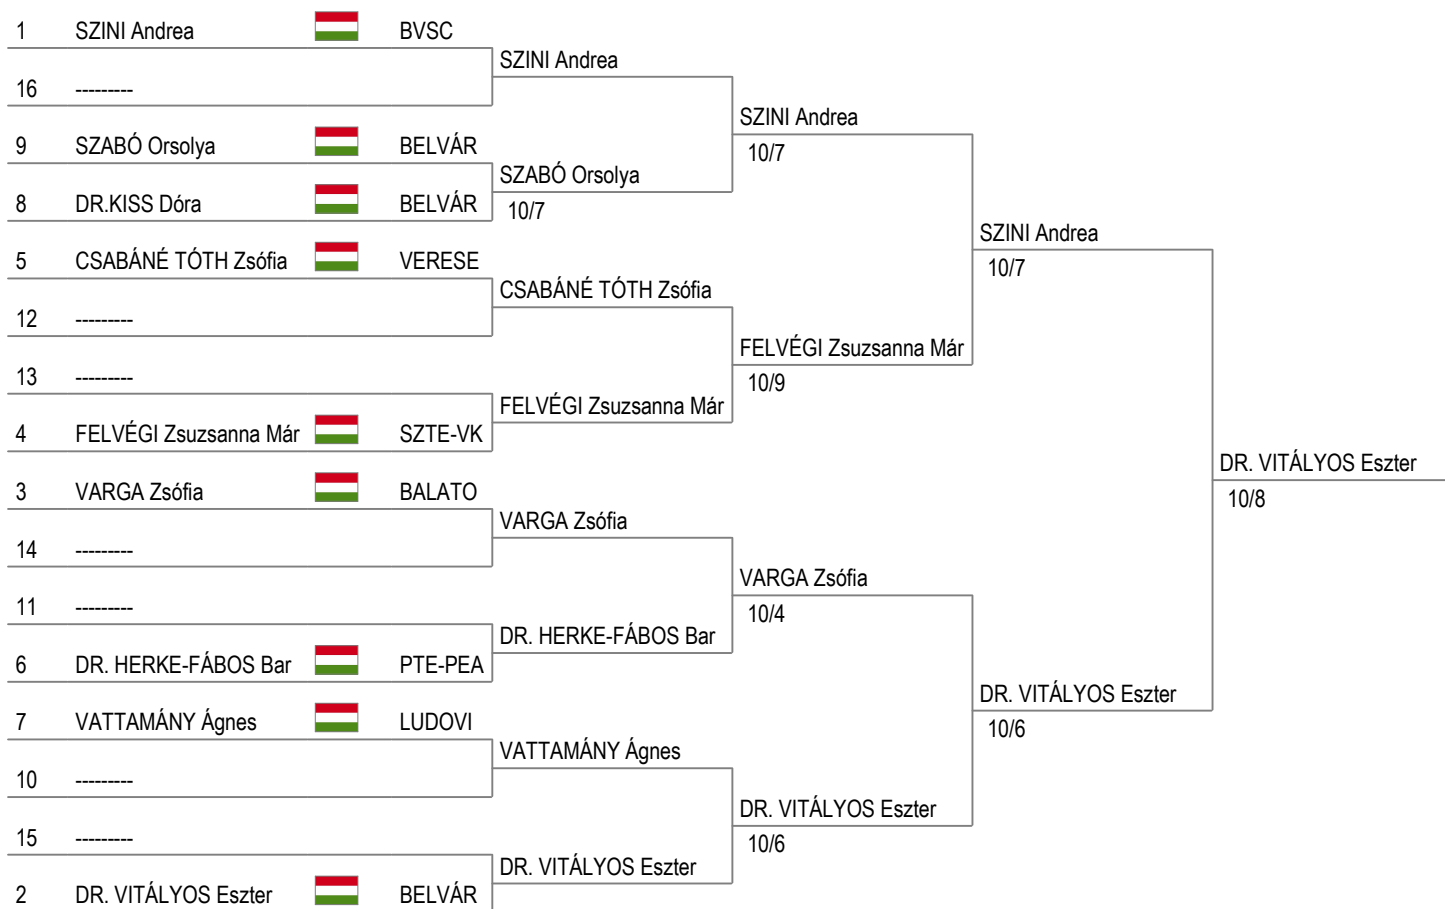 1 SZINI Andrea BVSC
SZINI Andrea
16 ---------
SZINI Andrea
10/7
9 SZABÓ Orsolya BELVÁR
SZABÓ Orsolya
10/7
8 DR.KISS Dóra BELVÁR
SZINI Andrea
10/7
5 CSABÁNÉ TÓTH Zsófia VERESE
CSABÁNÉ TÓTH Zsófia
12 ---------
FELVÉGI Zsuzsanna Már
10/9
13 ---------
FELVÉGI Zsuzsanna Már
4 FELVÉGI Zsuzsanna Már SZTE-VK
DR. VITÁLYOS Eszter
10/8
3 VARGA Zsófia BALATO
VARGA Zsófia
14 ---------
VARGA Zsófia
10/4
11 ---------
DR. HERKE-FÁBOS Bar
6 DR. HERKE-FÁBOS Bar PTE-PEA
DR. VITÁLYOS Eszter
10/6
7 VATTAMÁNY Ágnes LUDOVI
VATTAMÁNY Ágnes
10 ---------
DR. VITÁLYOS Eszter
10/6
15 ---------
DR. VITÁLYOS Eszter
2 DR. VITÁLYOS Eszter BELVÁR